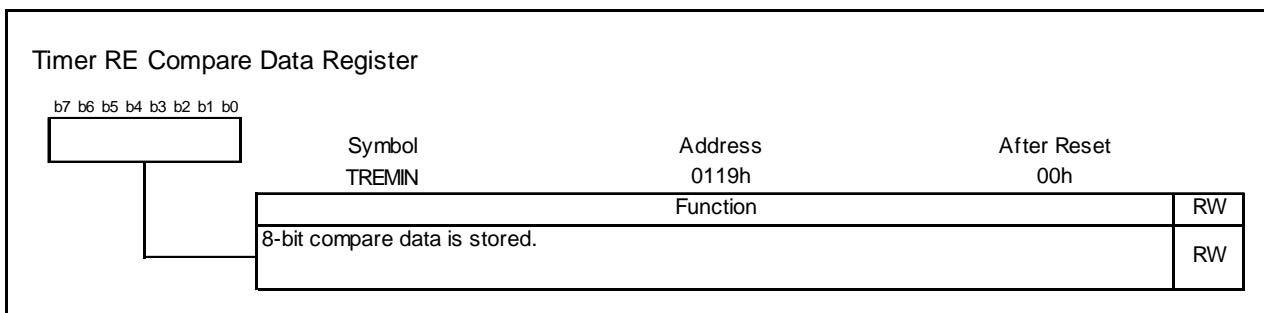 Timer RE Compare Data Register
b7 b6 b5 b4 b3 b2 b1 b0
Symbol Address After Reset
TREMIN 0119h 00h
Function RW
8-bit compare data is stored. RW